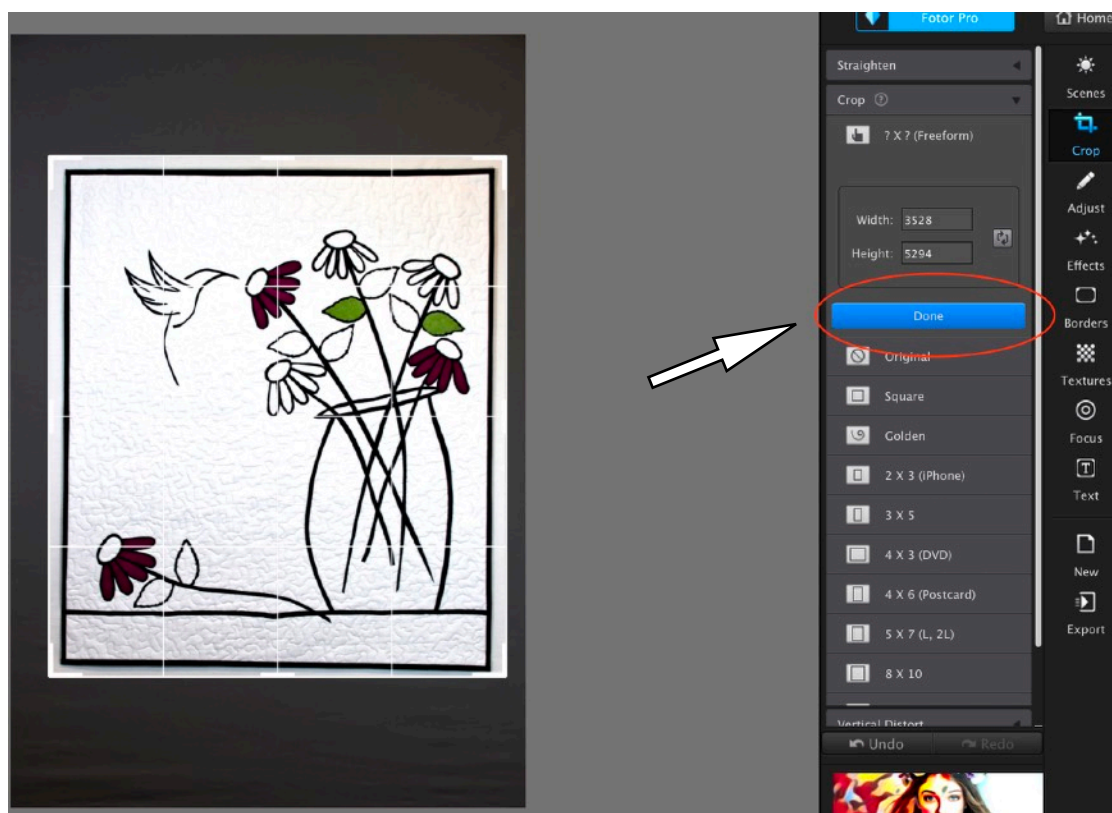 Fotor Pro
Home
Straighten
Crop ?
? X ? (Freeform)
Width: 3528
Height: 5294
Done
Original
Square
Golden
2 X 3 (iPhone)
3 X 5
4 X 3 (DVD)
4 X 6 (Postcard)
5 X 7 (L, 2L)
8 X 10
Vertical Distort
Undo
Redo
Scenes
Crop
Adjust
Effects
Borders
Textures
Focus
T
Text
New
Export